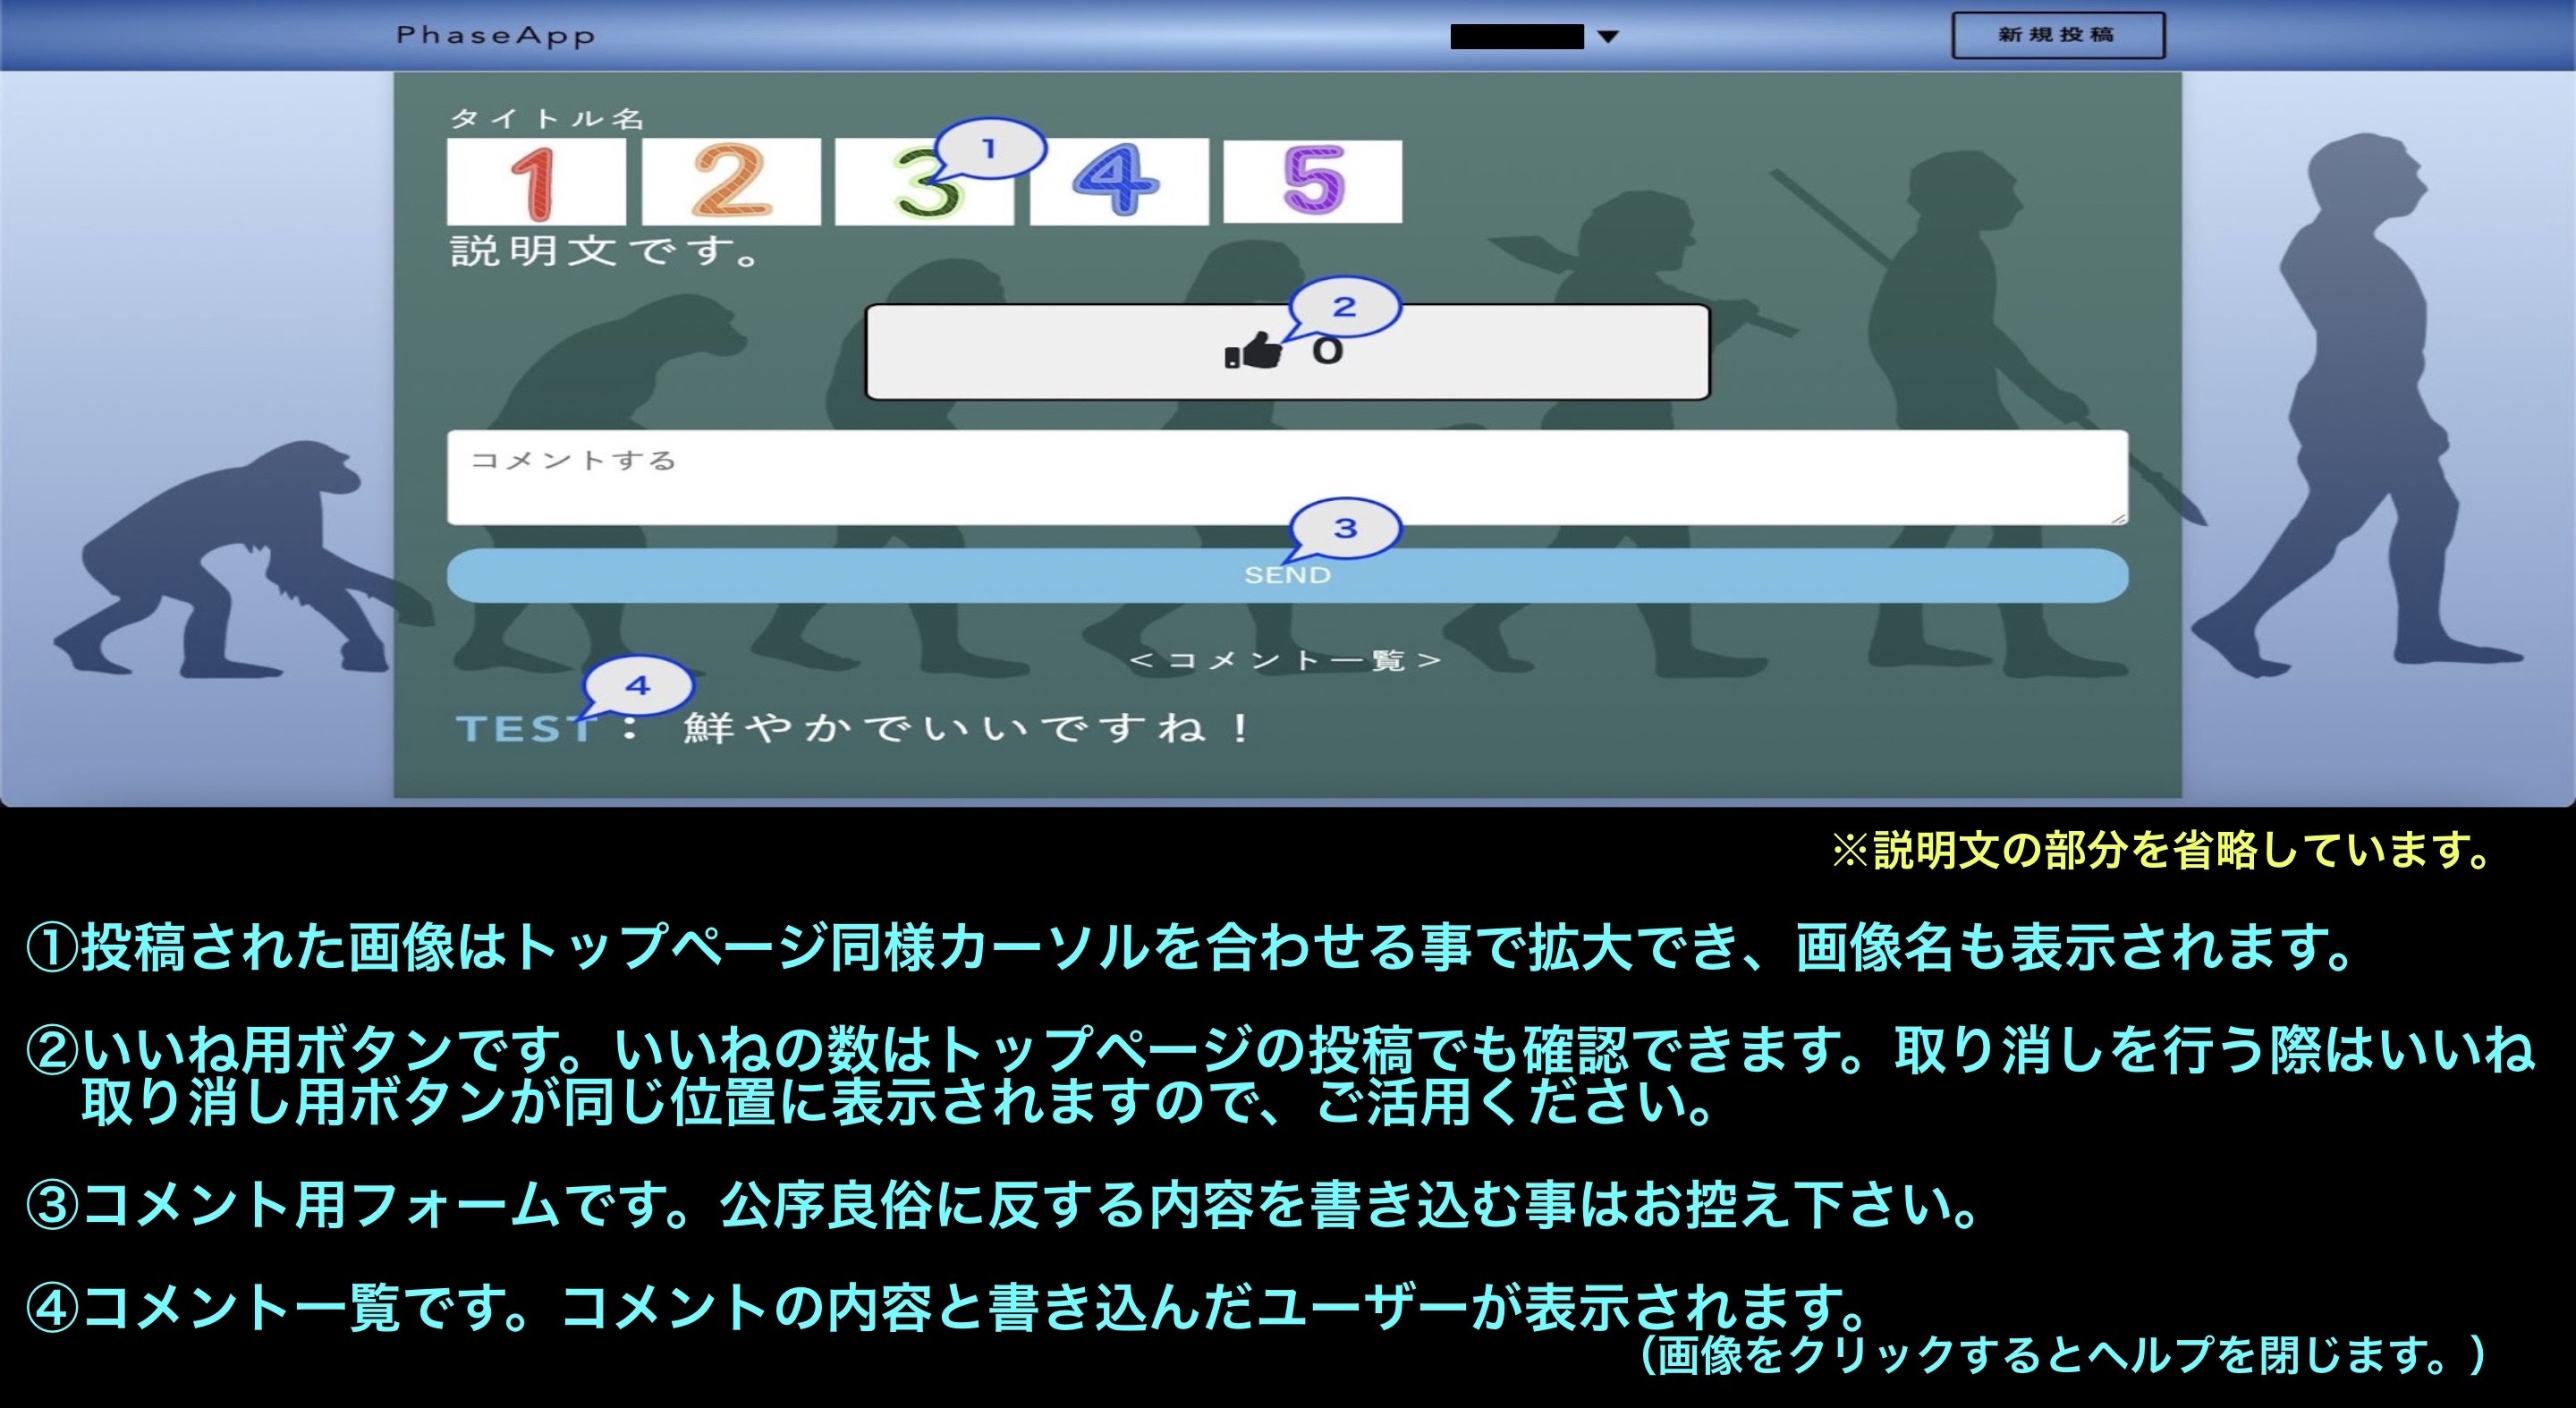 PhaseApp ▼ 新規投稿
タイトル名
1 2 3 4 5
1
説明文です。
2
0
コメントする
3
SEND
<コメント一覧>
4
TEST: 鮮やかでいいですね！
※説明文の部分を省略しています。
①投稿された画像はトップページ同様カーソルを合わせる事で拡大でき、画像名も表示されます。
②いいね用ボタンです。いいねの数はトップページの投稿でも確認できます。取り消しを行う際はいいね
取り消し用ボタンが同じ位置に表示されますので、ご活用ください。
③コメント用フォームです。公序良俗に反する内容を書き込む事はお控え下さい。
④コメント一覧です。コメントの内容と書き込んだユーザーが表示されます。
（画像をクリックするとヘルプを閉じます。）